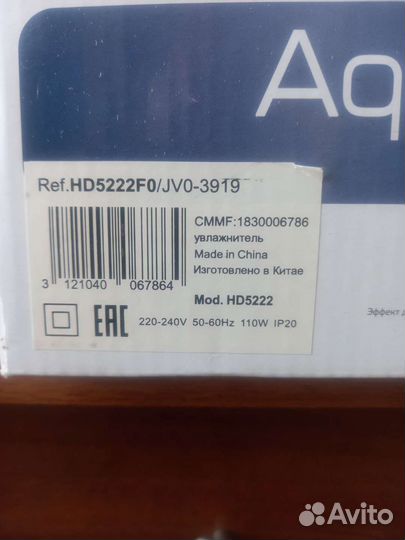 Aq
Ref.HD5222F0/JV0-3919
CMMF:1830006786
увлажнитель
Made in China
Изготовлено в Китае
3 121040 067864
Mod. HD5222
EAC 220-240V 50-60Hz 110W IP20
Эффект д
Avito